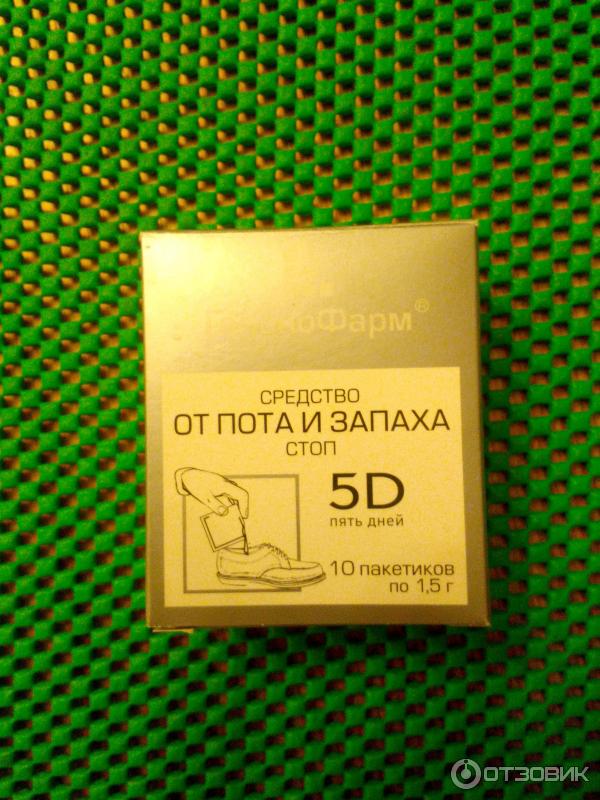 СРЕДСТВО
ОТ ПОТА И ЗАПАХА
СТОП
5D
пять дней
10 пакетиков
по 1,5 г
ОТЗОВИК